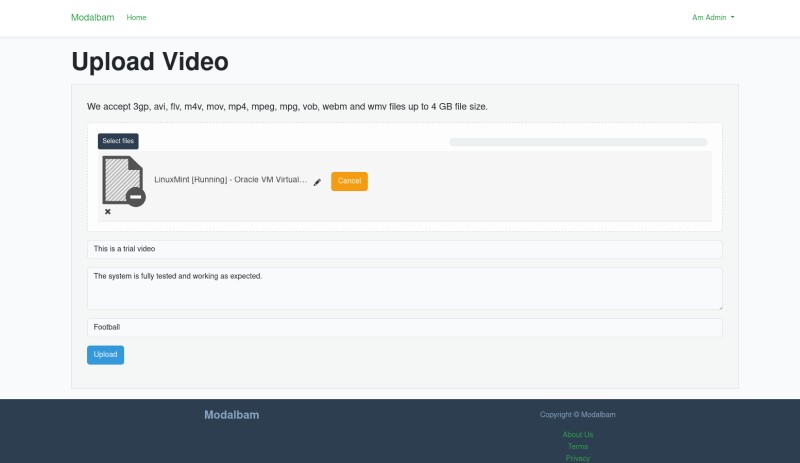 Modalbam Home Am Admin
Upload Video
We accept 3gp, avi, flv, m4v, mov, mp4, mpeg, mpg, vob, webm and wmv files up to 4 GB file size.
Select files
LinuxMint [Running] - Oracle VM Virtual... Cancel
This is a trial video
The system is fully tested and working as expected.
Football
Upload
Modalbam
Copyright © Modalbam
About Us
Terms
Privacy